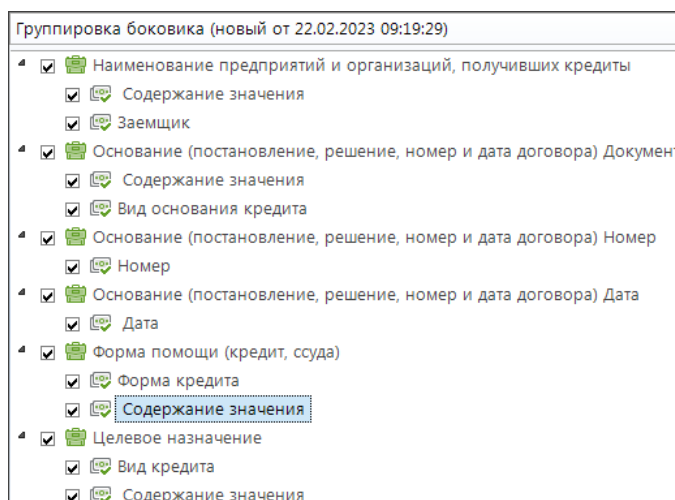 Группировка боковика (новый от 22.02.2023 09:19:29)
Наименование предприятий и организаций, получивших кредиты
Содержание значения
Заемщик
Основание (постановление, решение, номер и дата договора) Документ
Содержание значения
Вид основания кредита
Основание (постановление, решение, номер и дата договора) Номер
Номер
Основание (постановление, решение, номер и дата договора) Дата
Дата
Форма помощи (кредит, ссуда)
Форма кредита
Содержание значения
Целевое назначение
Вид кредита
Содержание значения